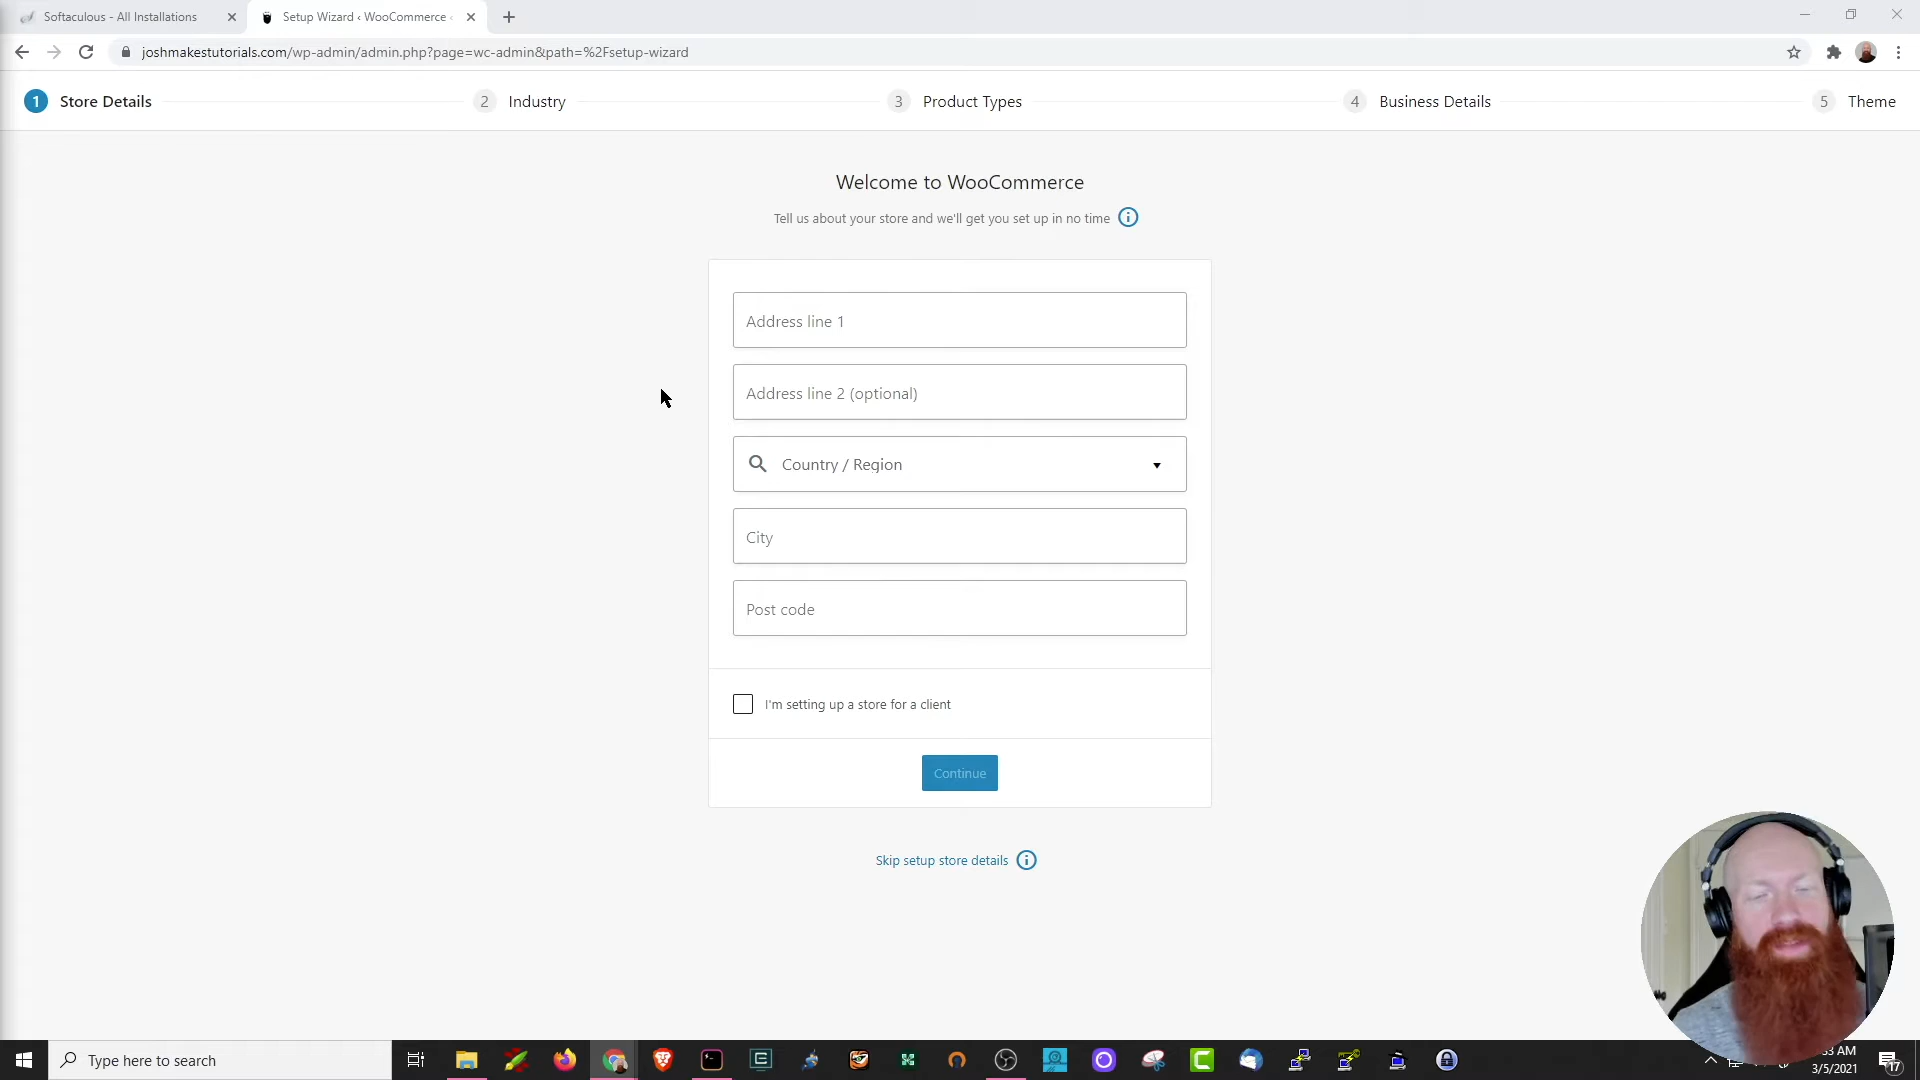 Softaculous - All Installations
Setup Wizard ‹ WooCommerce ‹
joshmakestutorials.com/wp-admin/admin.php?page=wc-admin&path=%2Fsetup-wizard
1 Store Details
2 Industry
3 Product Types
4 Business Details
5 Theme
Welcome to WooCommerce
Tell us about your store and we'll get you set up in no time
Address line 1
Address line 2 (optional)
Country / Region
City
Post code
I'm setting up a store for a client
Continue
Skip setup store details
Type here to search
:33 AM
3/5/2021
17